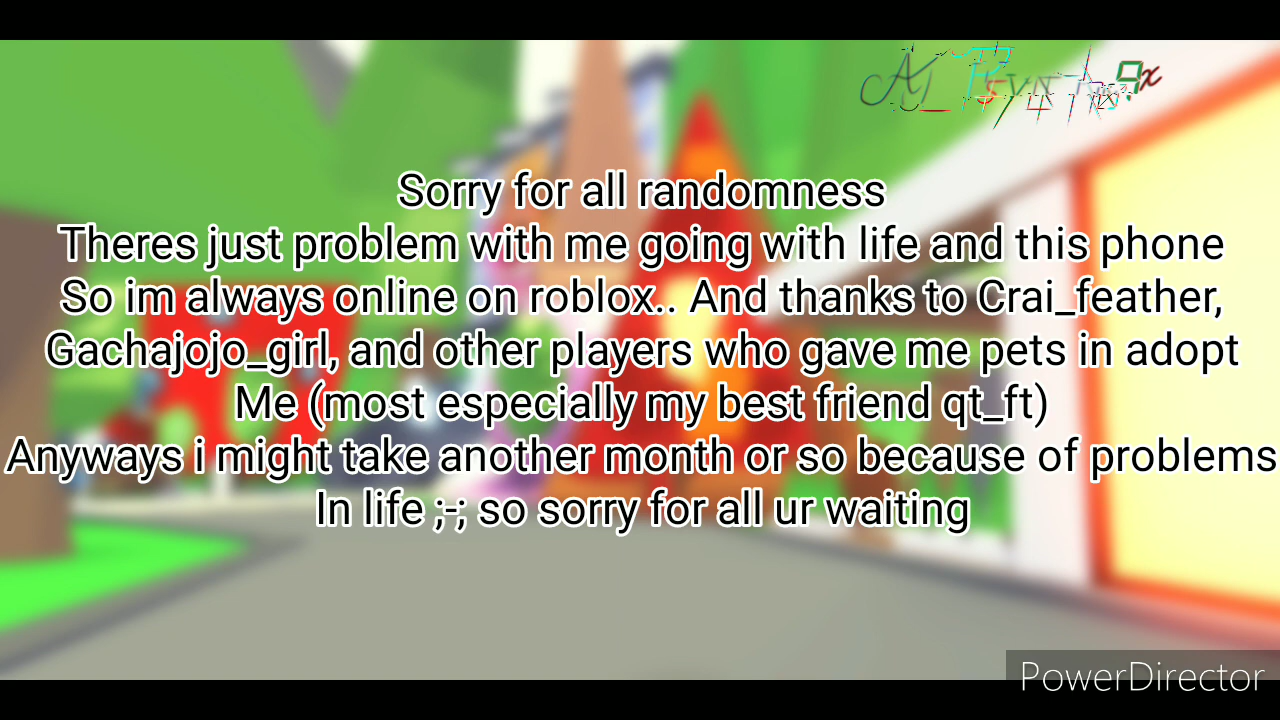 Sorry for all randomness
Theres just problem with me going with life and this phone
So im always online on roblox.. And thanks to Crai_feather,
Gachajojo_girl, and other players who gave me pets in adopt
Me (most especially my best friend qt_ft)
Anyways i might take another month or so because of problems
In life ;-; so sorry for all ur waiting
PowerDirector